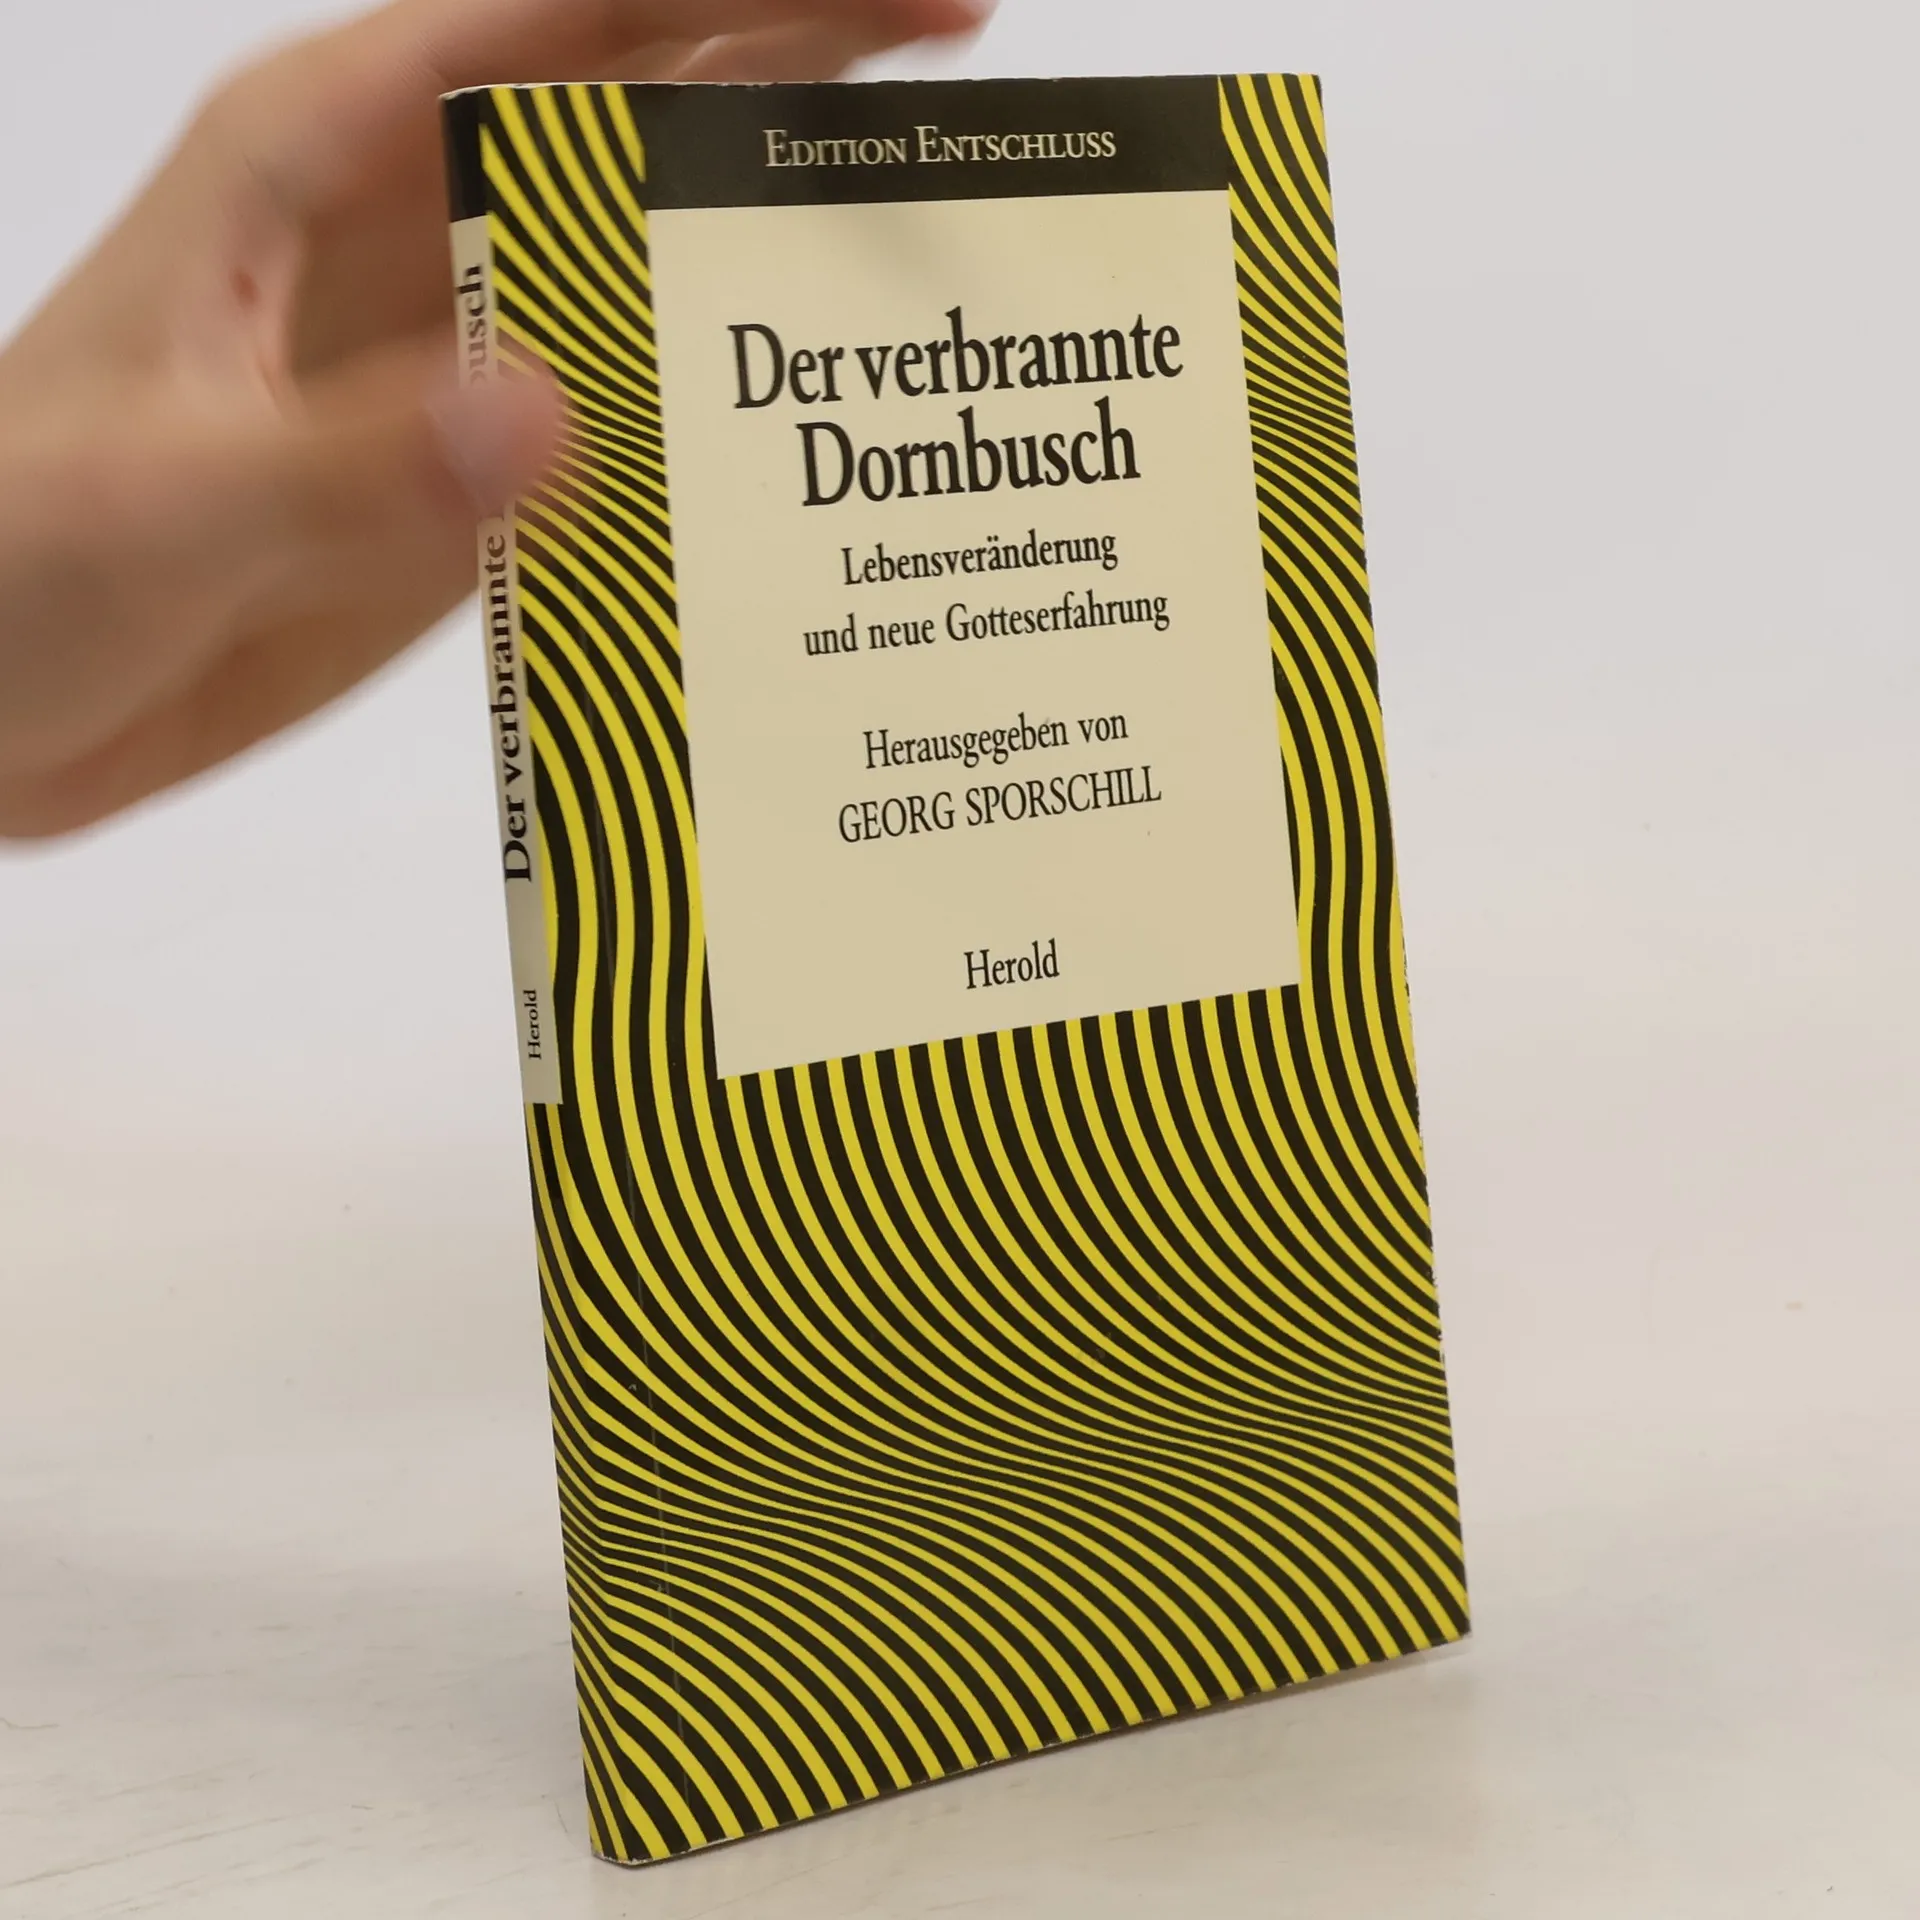 EDITION ENTSCHLUSS
Der verbrannte
Dornbusch
Lebensveränderung
und neue Gotteserfahrung
Herausgegeben von
GEORG SPORSCHILL
Herold
Der verbrannte
Herold